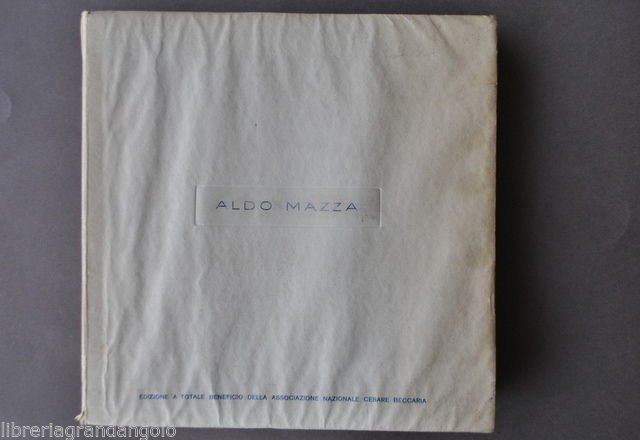 ALDO MAZZA
EDIZIONE A TOTALE BENEFICIO DELLA ASSOCIAZIONE NAZIONALE CESARE BECCARIA
libreriagrandangolo